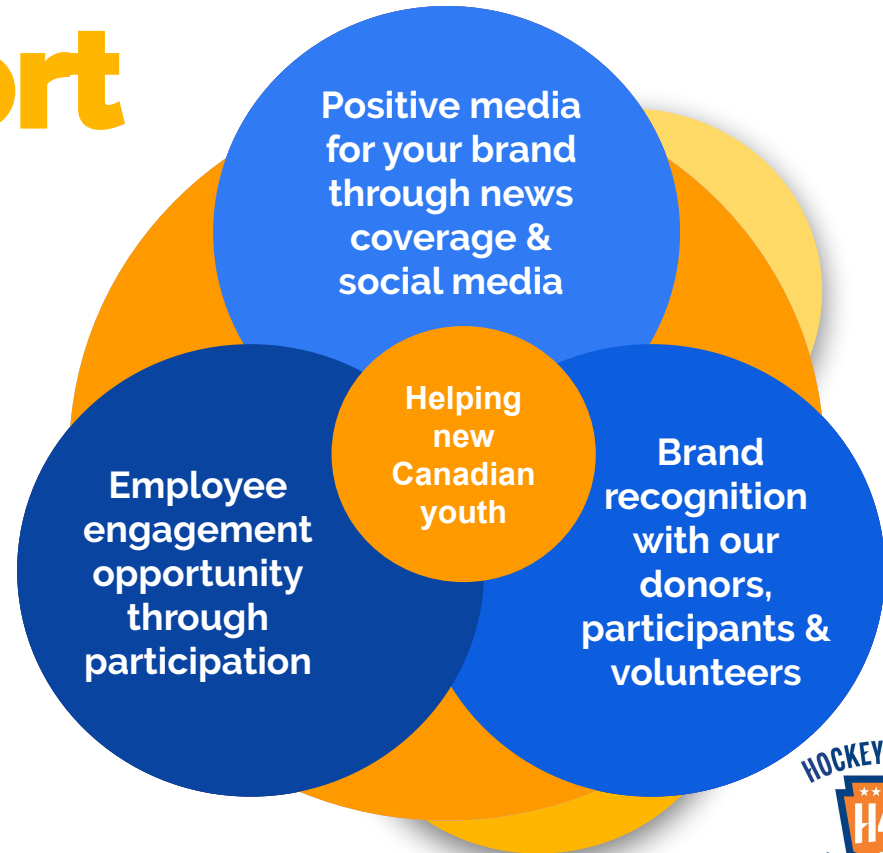 ort
Positive media
for your brand
through news
coverage &
social media
Helping
new
Canadian
youth
Employee
engagement
opportunity
through
participation
Brand
recognition
with our
donors,
participants &
volunteers
HOCKEY
H4